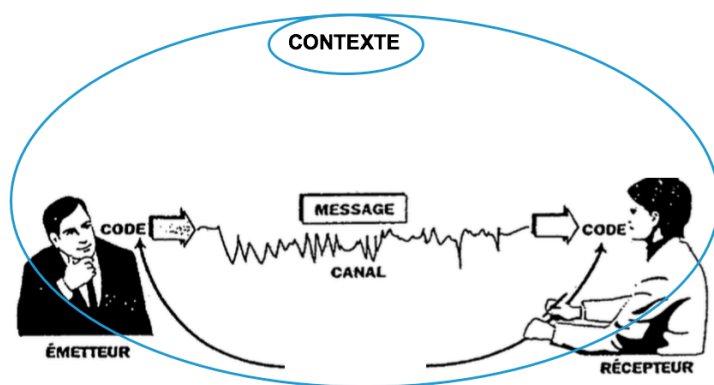 CONTEXTE
CODE
MESSAGE
CODE
CANAL
ÉMETTEUR
RÉCEPTEUR